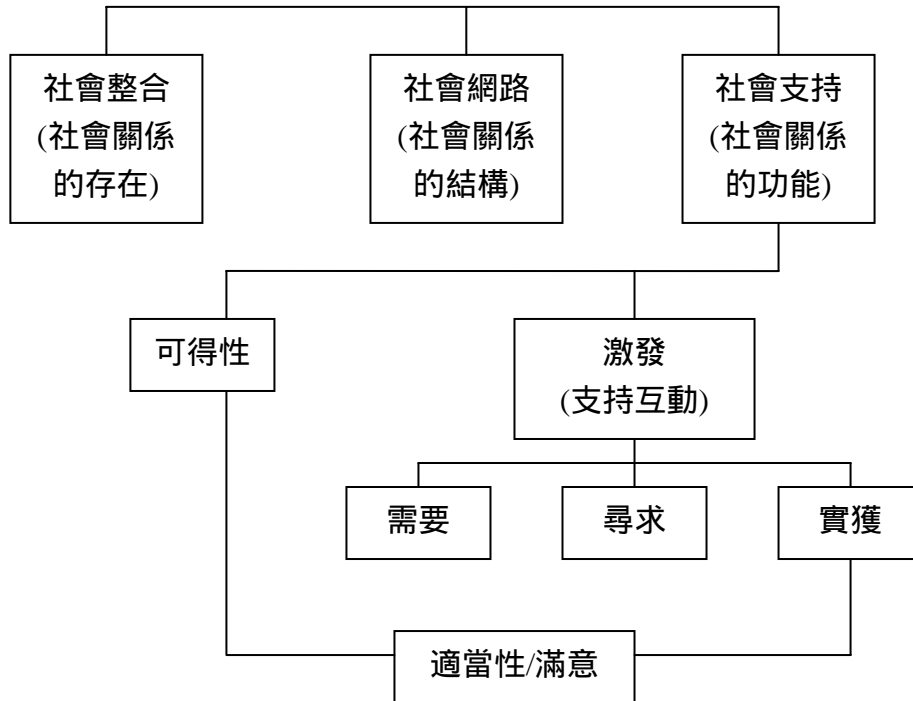 社會整合
(社會關係
的存在)
社會網路
(社會關係
的結構)
社會支持
(社會關係
的功能)
可得性
激發
(支持互動)
需要
尋求
實獲
適當性/滿意